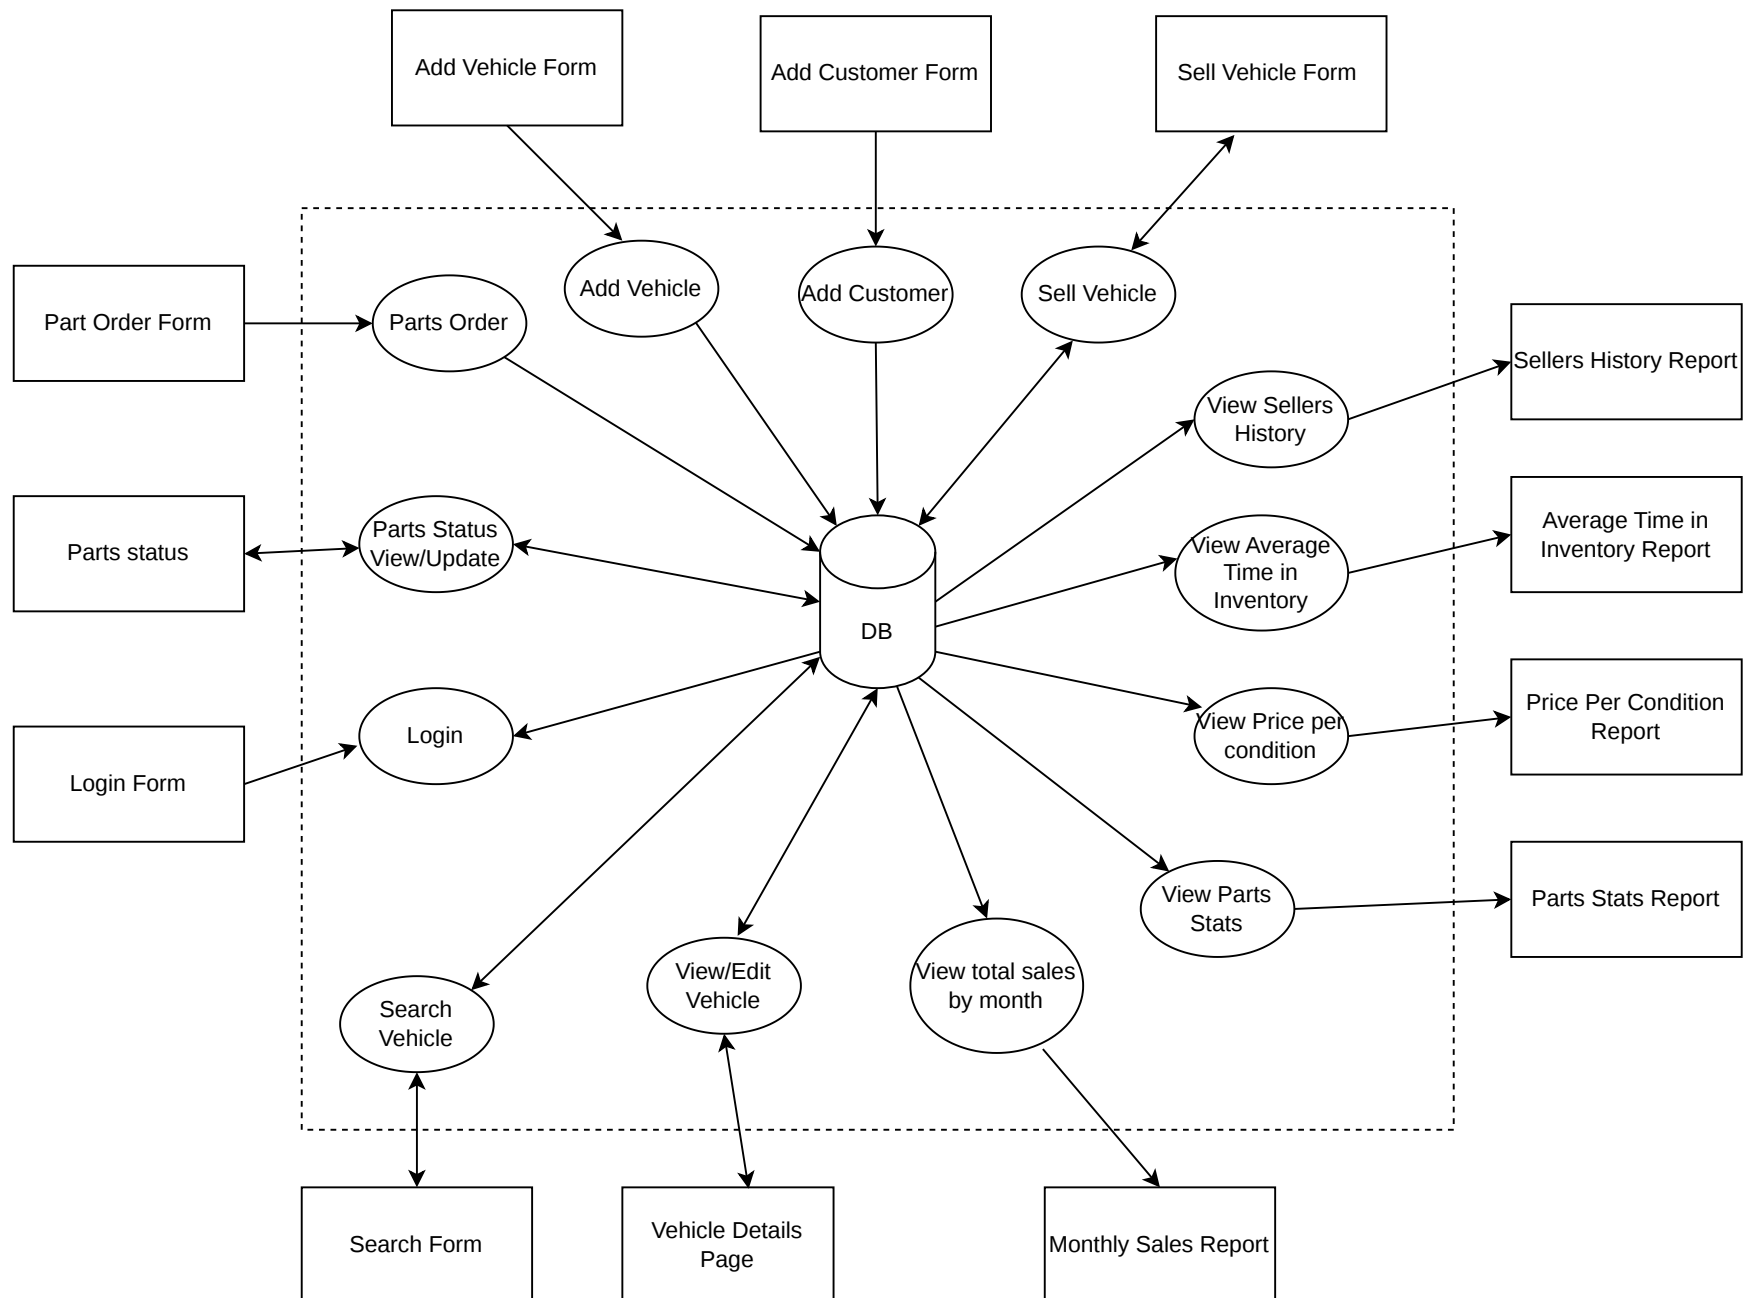 Add Vehicle Form
Add Customer Form
Sell Vehicle Form
Add Vehicle
Add Customer
Sell Vehicle
Part Order Form
Parts Order
Sellers History Report
View Sellers
History
Parts status
Parts Status
View/Update
Average Time in
Inventory Report
View Average
Time in
Inventory
DB
Login Form
Login
Price Per Condition
Report
View Price per
condition
View Parts
Stats
Parts Stats Report
View/Edit
Vehicle
View total sales
by month
Search
Vehicle
Search Form
Vehicle Details
Page
Monthly Sales Report